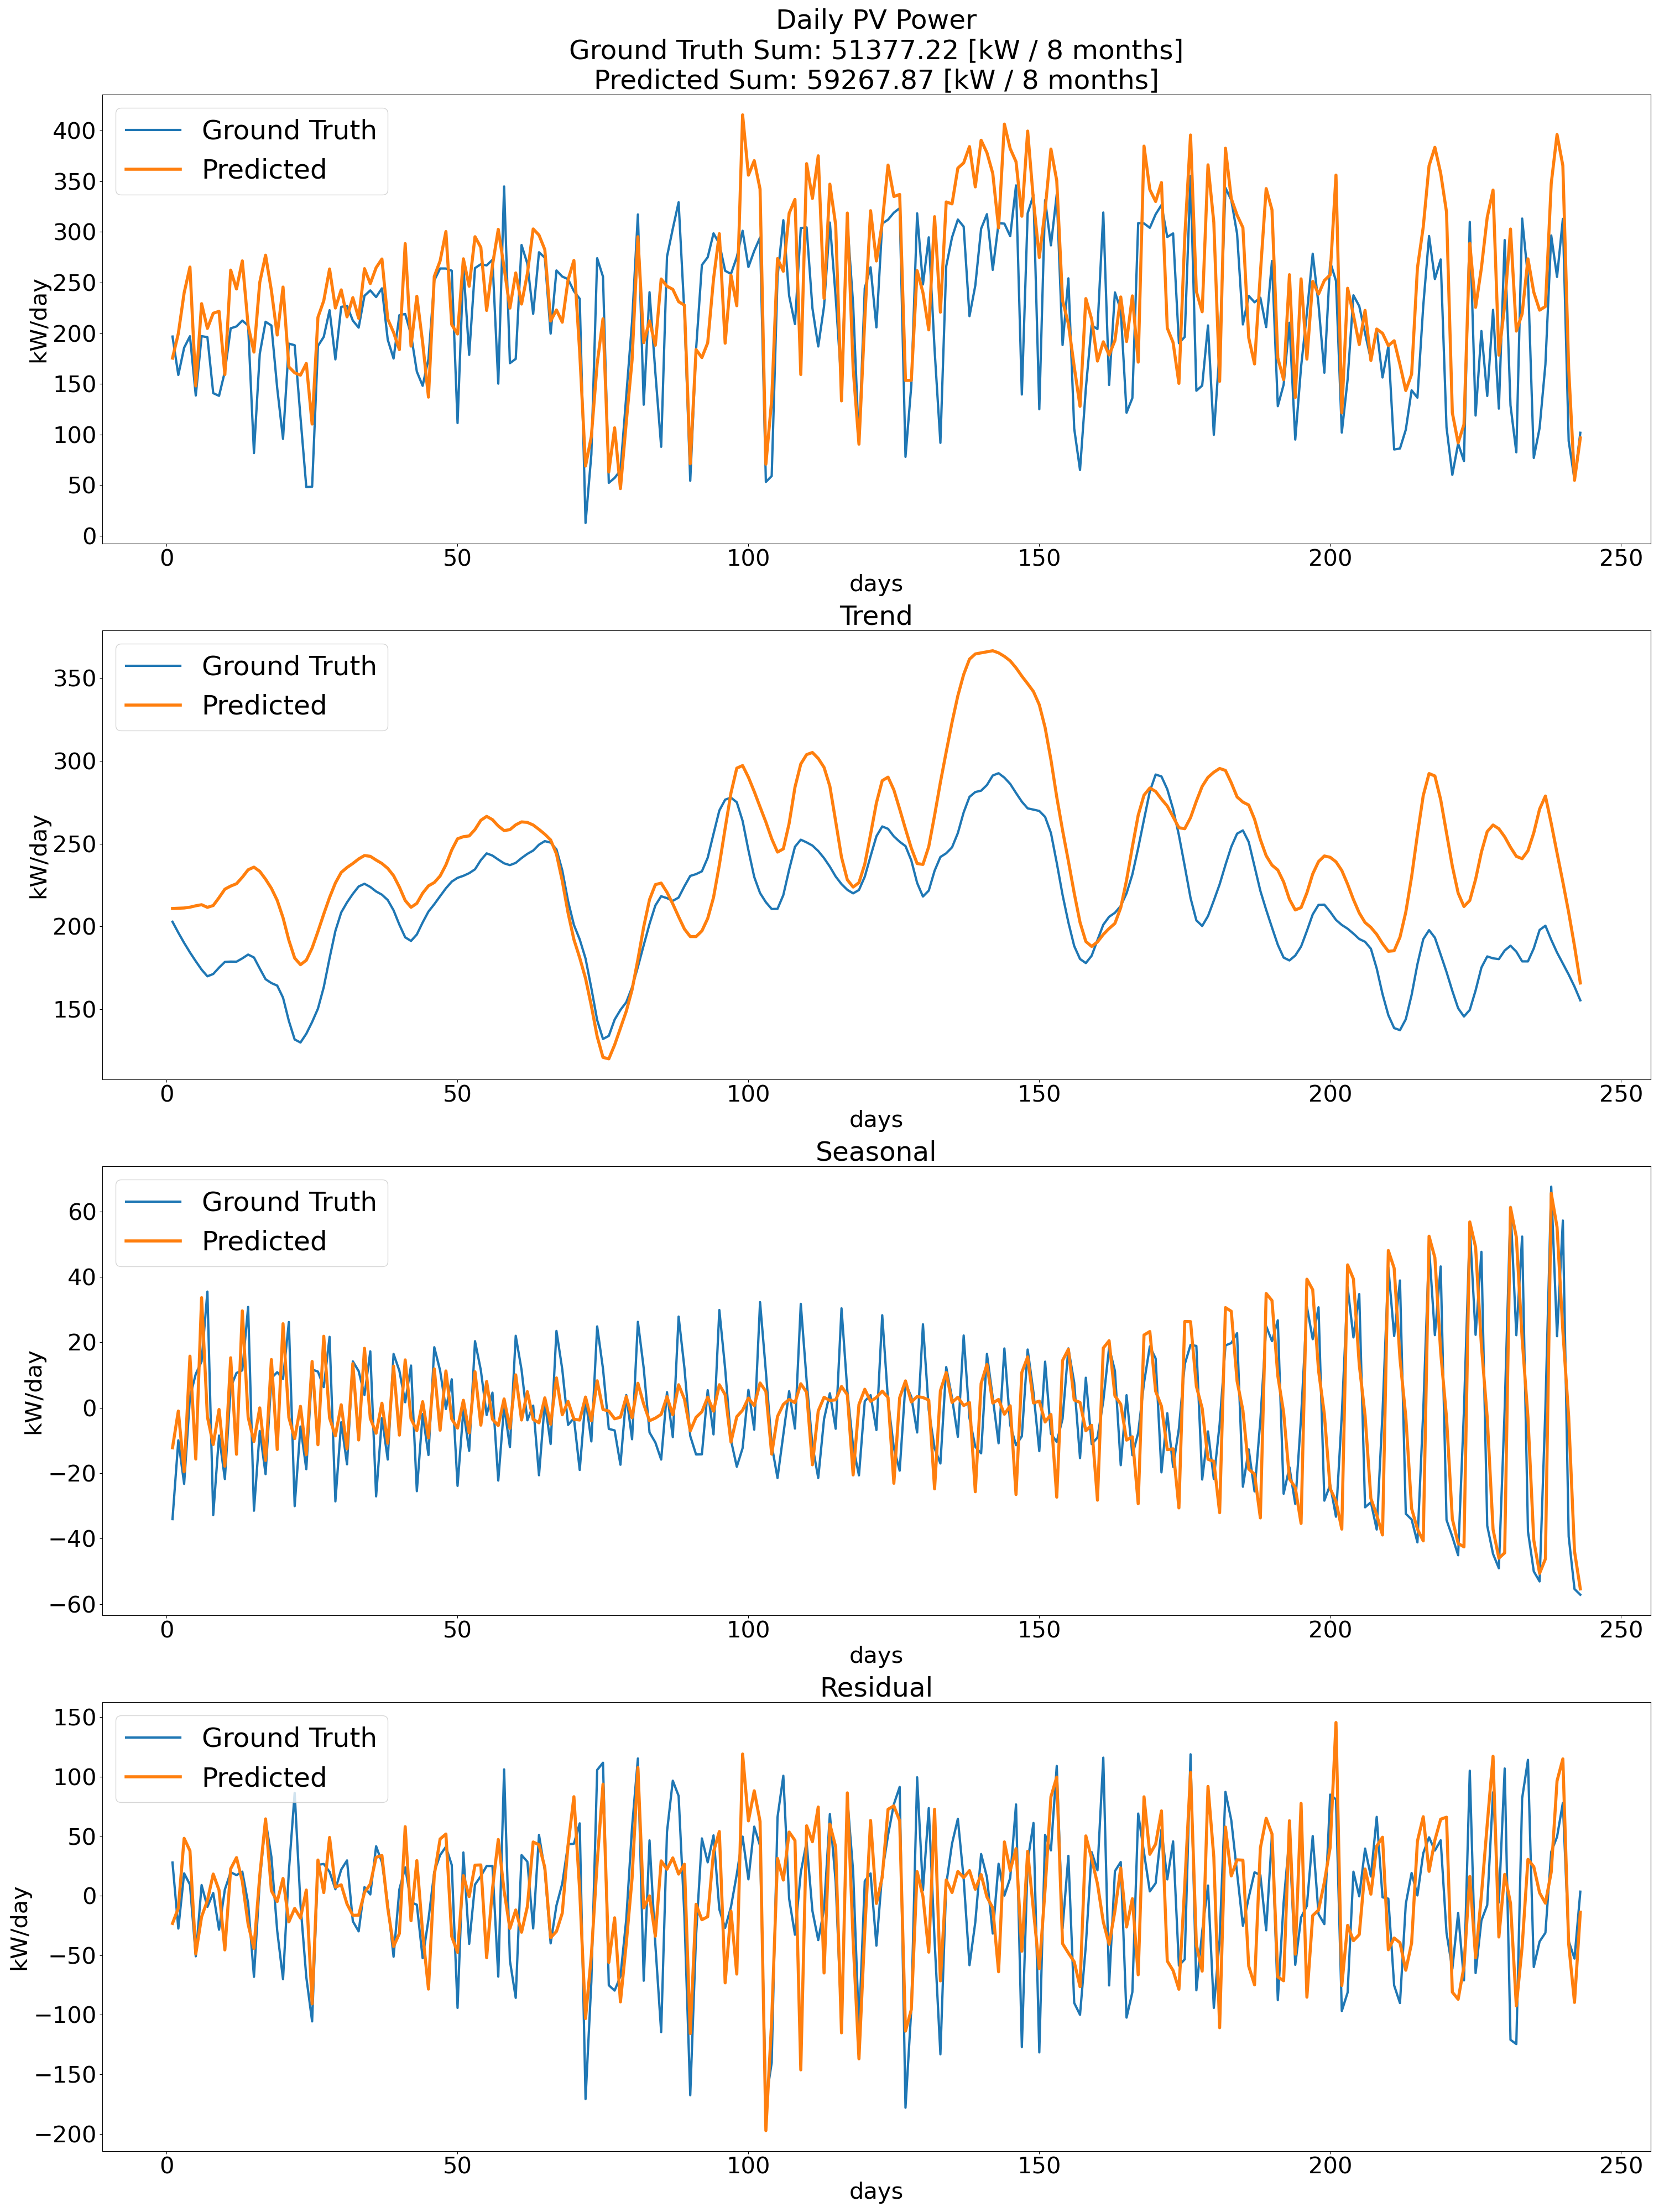 Daily PV Power
Ground Truth Sum: 51377.22 [kW / 8 months]
Predicted Sum: 59267.87 [kW / 8 months]
Ground Truth
Predicted
400
350
300
250
200
150
100
50
0
kW/day
0 50 100 150 200 250
days
Trend
Ground Truth
Predicted
350
300
250
200
150
kW/day
0 50 100 150 200 250
days
Seasonal
Ground Truth
Predicted
60
40
20
0
−20
−40
−60
kW/day
0 50 100 150 200 250
days
Residual
Ground Truth
Predicted
150
100
50
0
−50
−100
−150
−200
kW/day
0 50 100 150 200 250
days